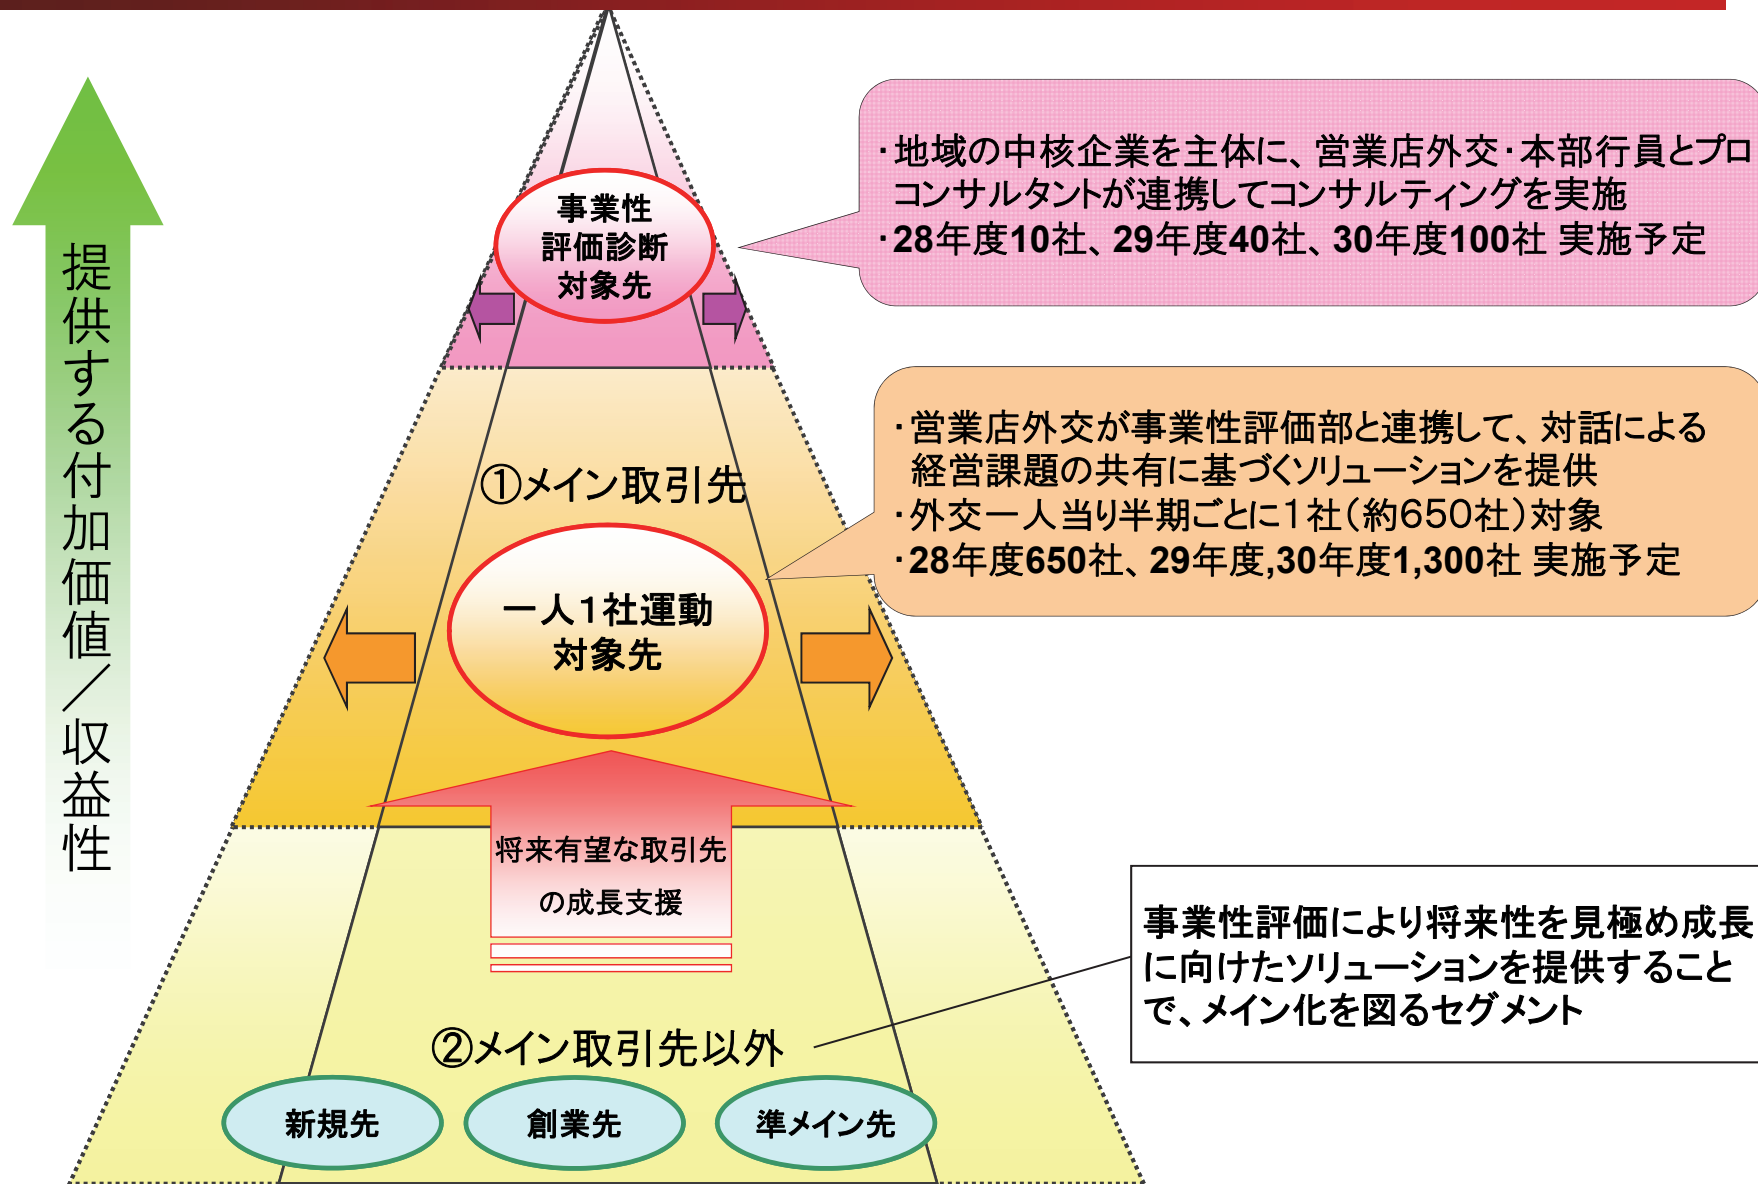 提供する付加価値／収益性
事業性
評価診断
対象先
・地域の中核企業を主体に、営業店外交・本部行員とプロ
コンサルタントが連携してコンサルティングを実施
・28年度10社、29年度40社、30年度100社 実施予定
①メイン取引先
・営業店外交が事業性評価部と連携して、対話による
経営課題の共有に基づくソリューションを提供
・外交一人当り半期ごとに1社（約650社）対象
・28年度650社、29年度,30年度1,300社 実施予定
一人1社運動
対象先
将来有望な取引先
の成長支援
事業性評価により将来性を見極め成長
に向けたソリューションを提供すること
で、メイン化を図るセグメント
②メイン取引先以外
新規先
創業先
準メイン先